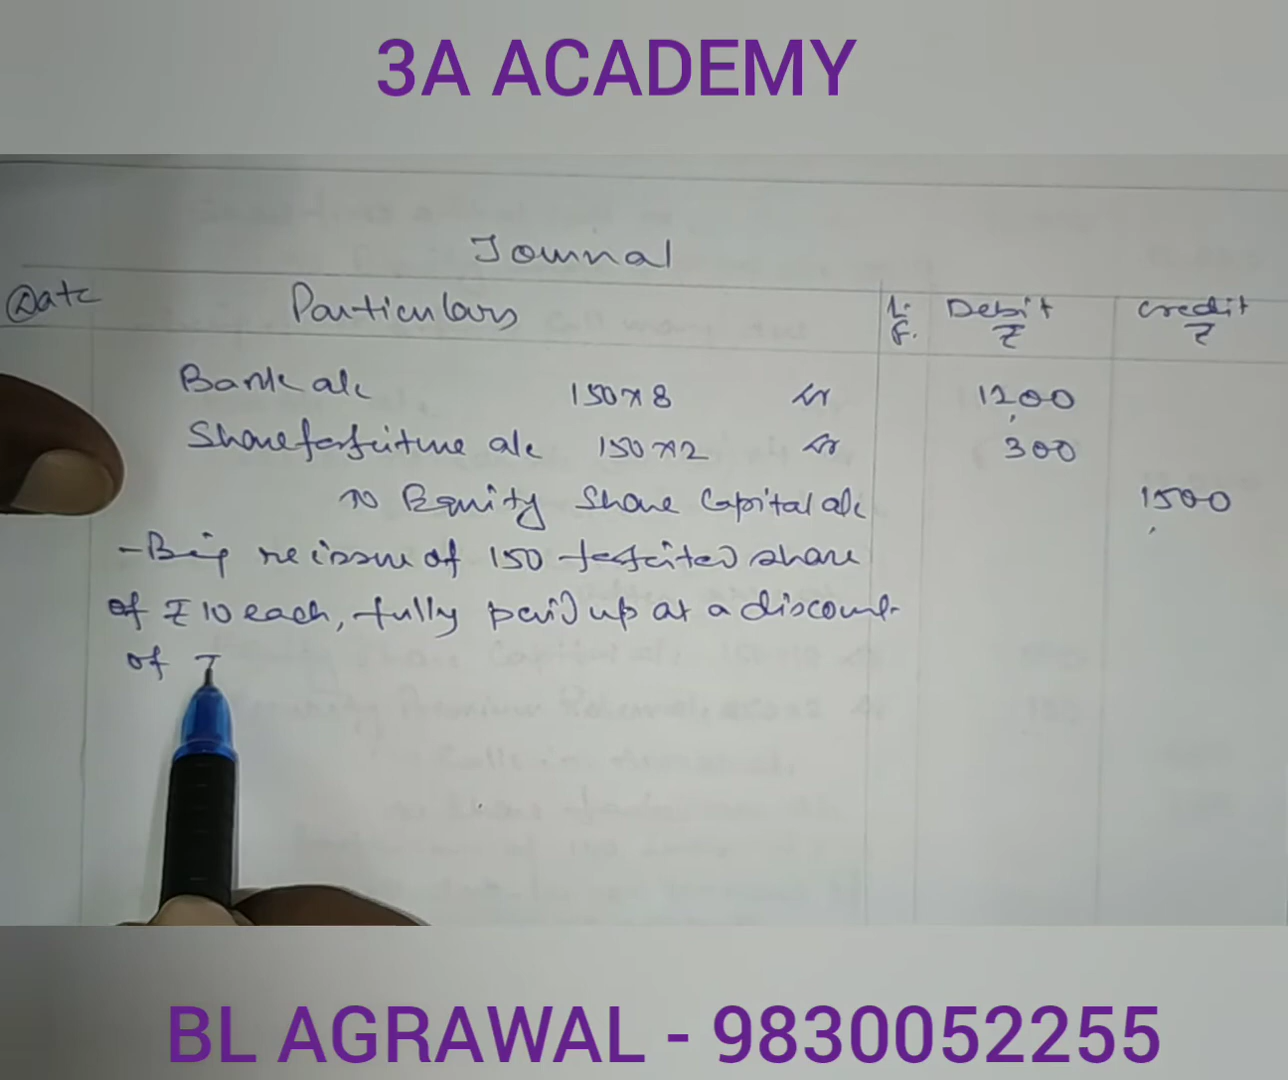 3A ACADEMY
Journal
Date Particulars L.F. Debit ₹ Credit ₹
Bank a/c 150×8 Dr 1200
Share forfeiture a/c 150×2 Dr 300
To Equity Share Capital a/c 1500
-Being reissue of 150 forfeited share
of ₹10 each, fully paid up at a discount
of ₹
BL AGRAWAL - 9830052255